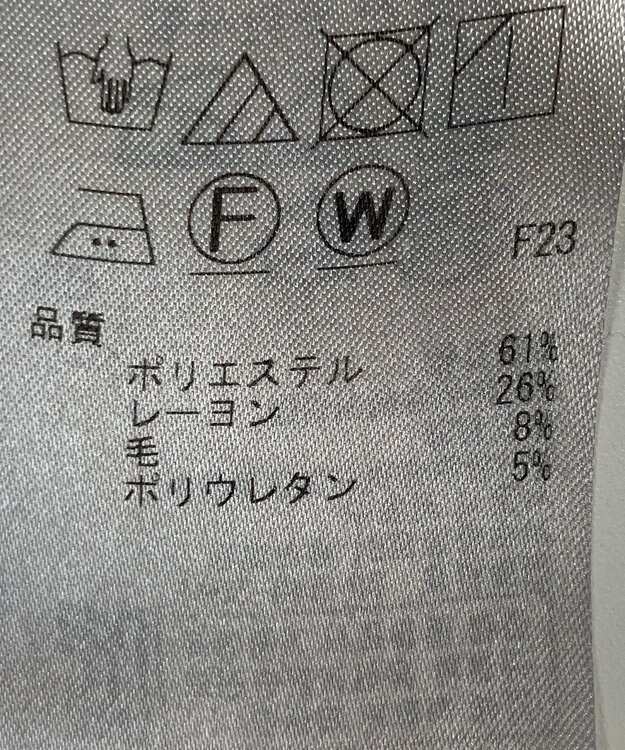 F W F23
品質
ポリエステル 61%
レーヨン 26%
毛 8%
ポリウレタン 5%